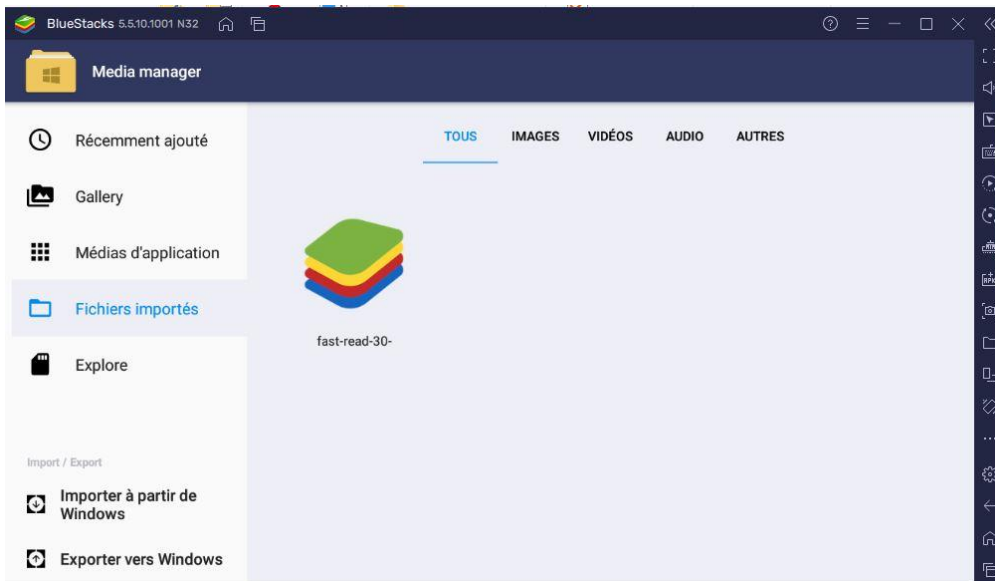 BlueStacks 5.5.10.1001 N32
Media manager
Récemment ajouté
Gallery
Médias d'application
Fichiers importés
Explore
Import / Export
Importer à partir de
Windows
Exporter vers Windows
TOUS IMAGES VIDÉOS AUDIO AUTRES
fast-read-30-